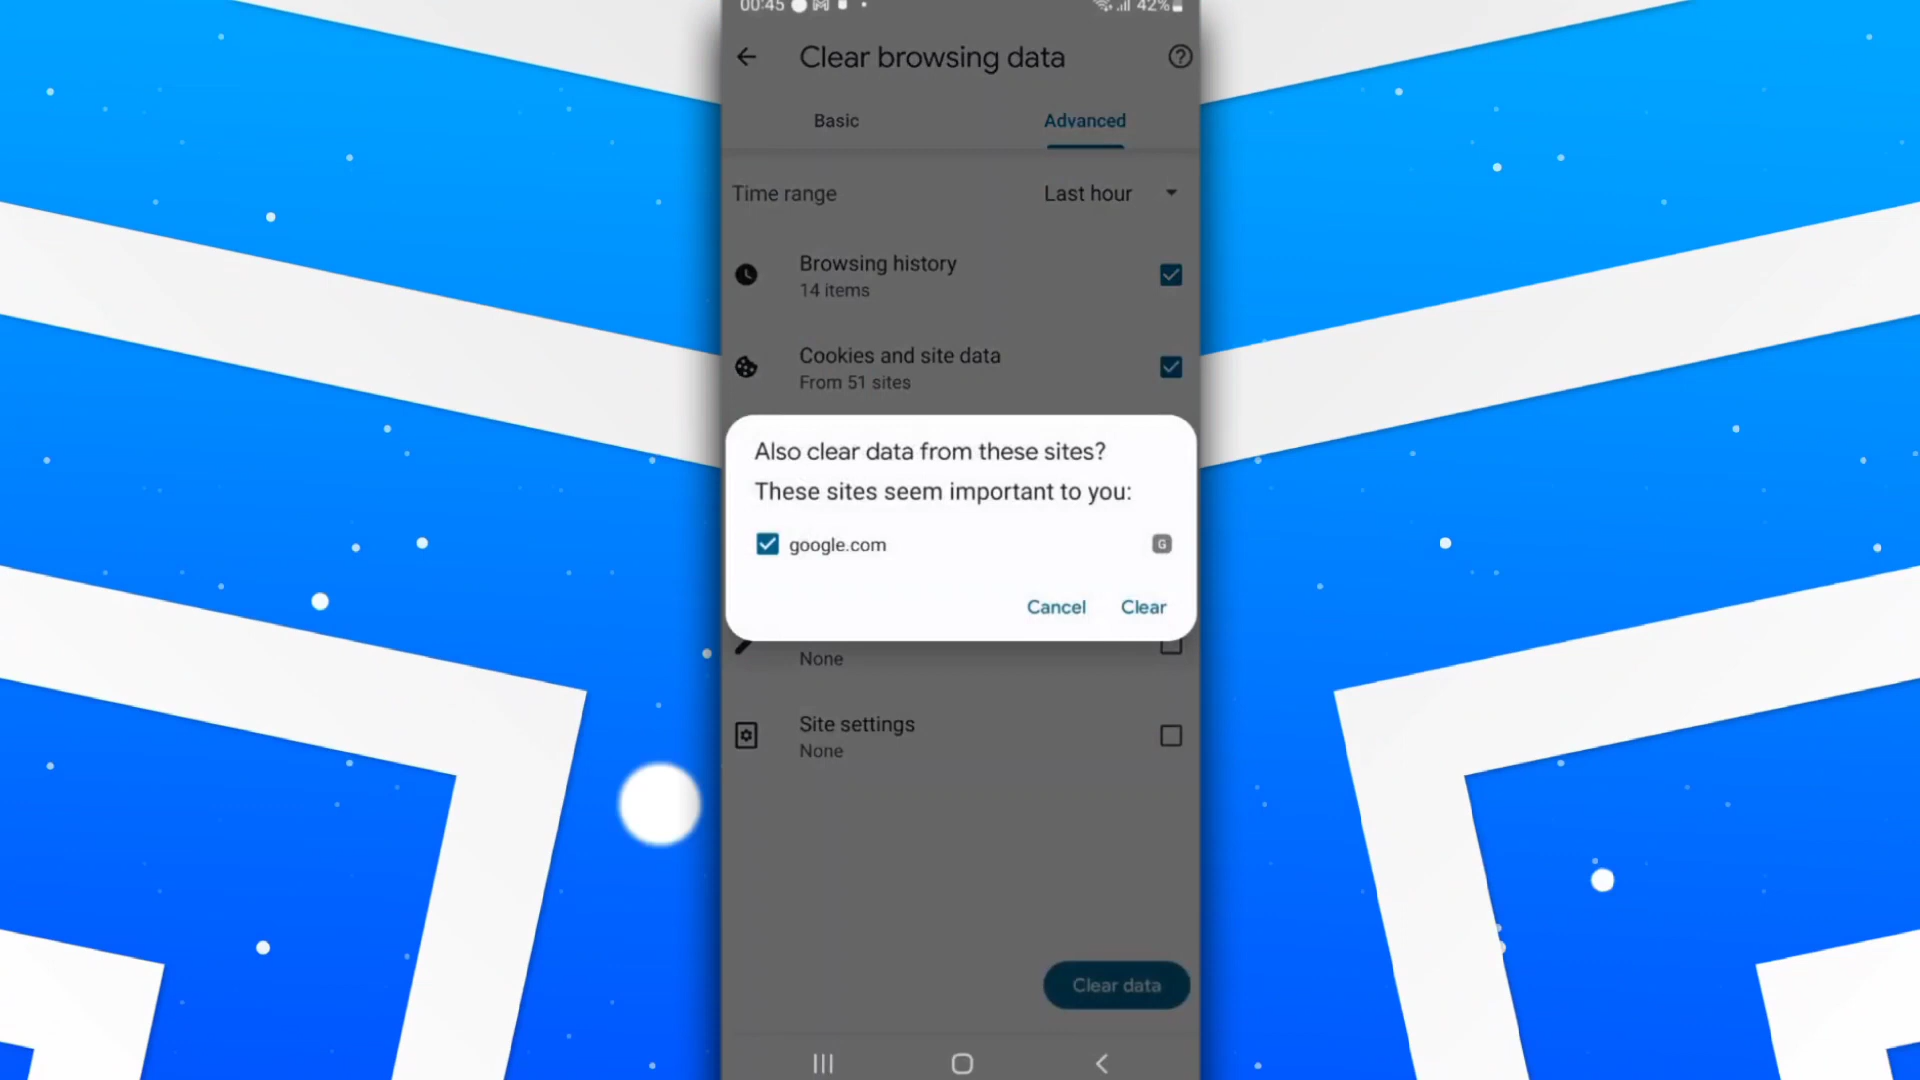 00:45
42%
Clear browsing data
Basic
Advanced
Time range
Last hour
Browsing history
14 items
Cookies and site data
From 51 sites
Also clear data from these sites?
These sites seem important to you:
google.com
G
Cancel
Clear
None
Site settings
None
Clear data